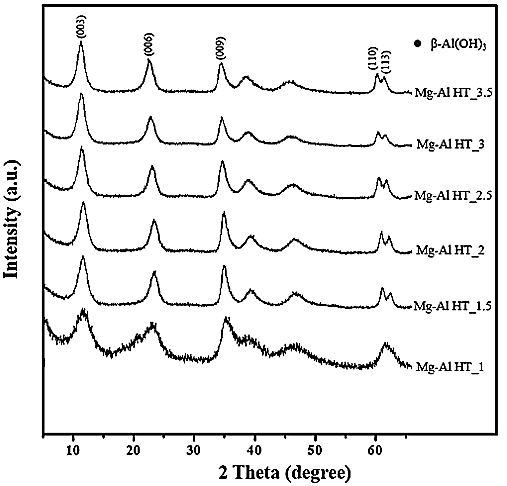 (003)
(006)
(009)
(110)
(113)
● β-Al(OH)₃
Mg-Al HT_3.5
Mg-Al HT_3
Mg-Al HT_2.5
Mg-Al HT_2
Mg-Al HT_1.5
Mg-Al HT_1
Intensity (a.u.)
10 20 30 40 50 60
2 Theta (degree)